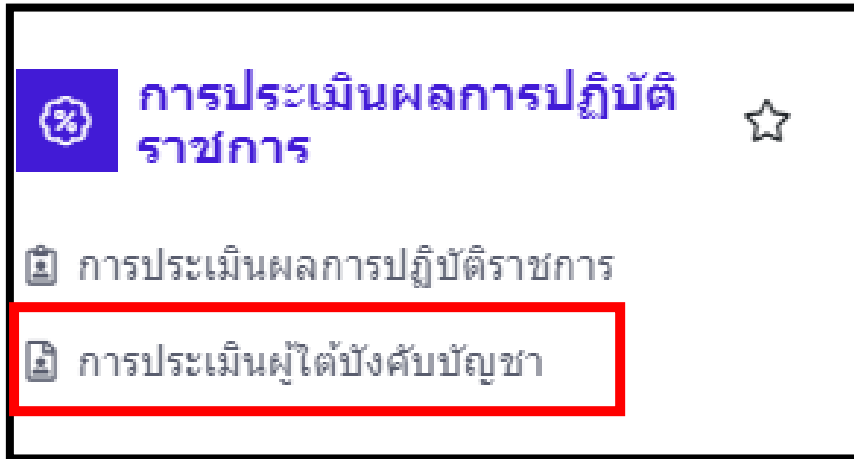 การประเมินผลการปฏิบัติ
ราชการ
การประเมินผลการปฏิบัติราชการ
การประเมินผู้ใต้บังคับบัญชา